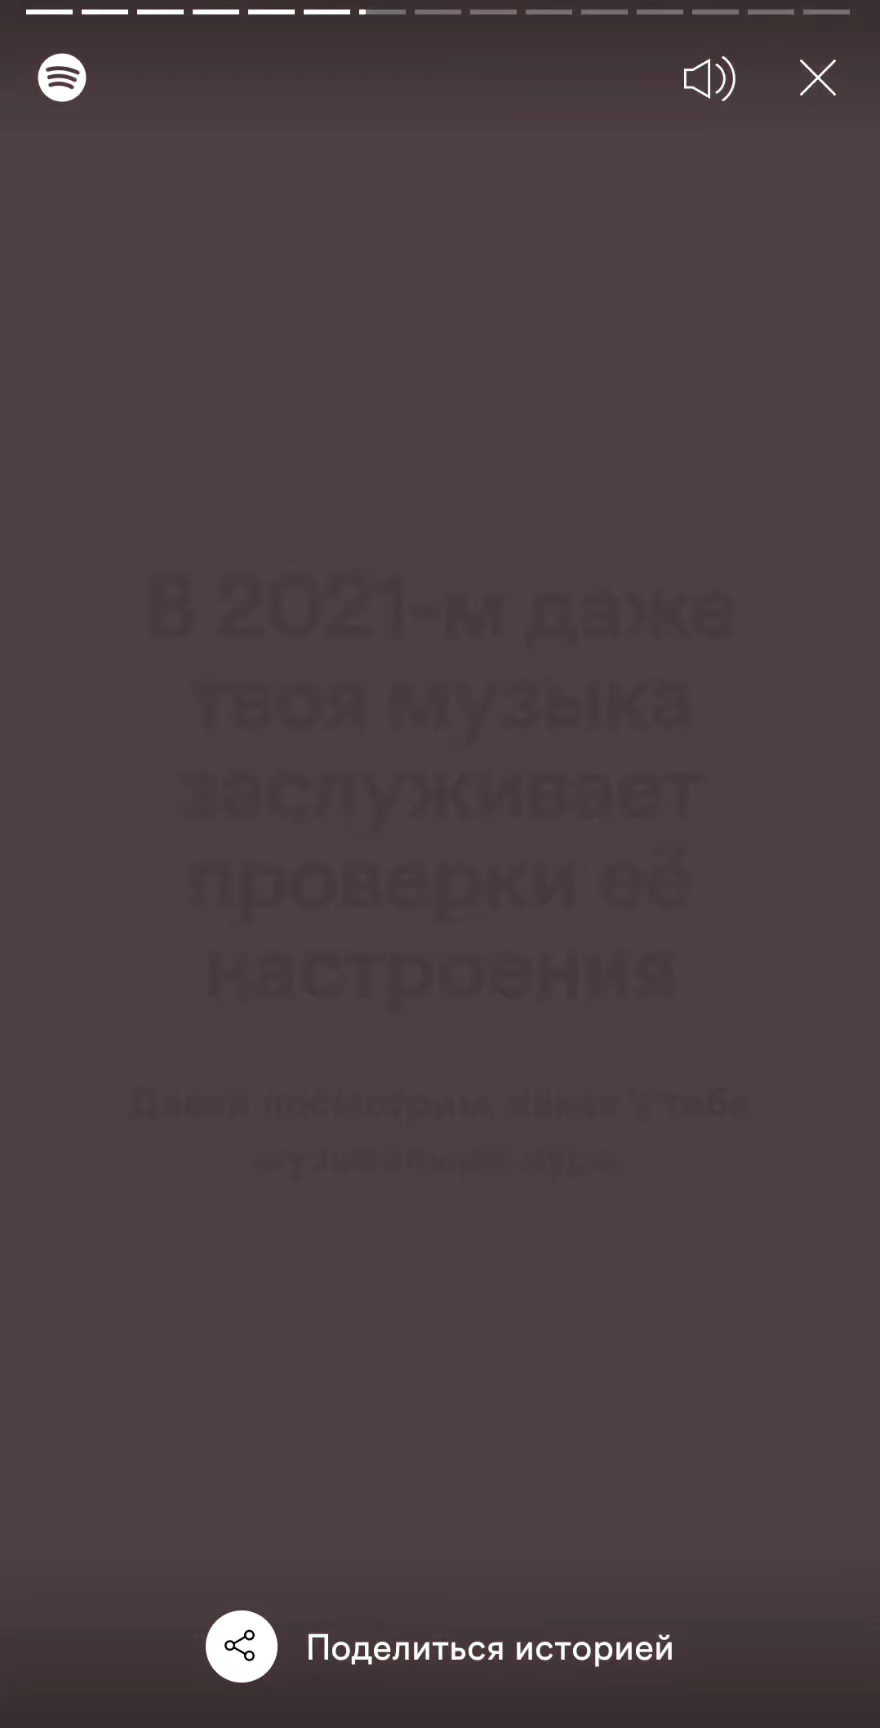 В 2021-м даже
твоя музыка
заслуживает
проверки её
настроения
Давай посмотрим, какая у тебя
музыкальная аура.
Поделиться историей